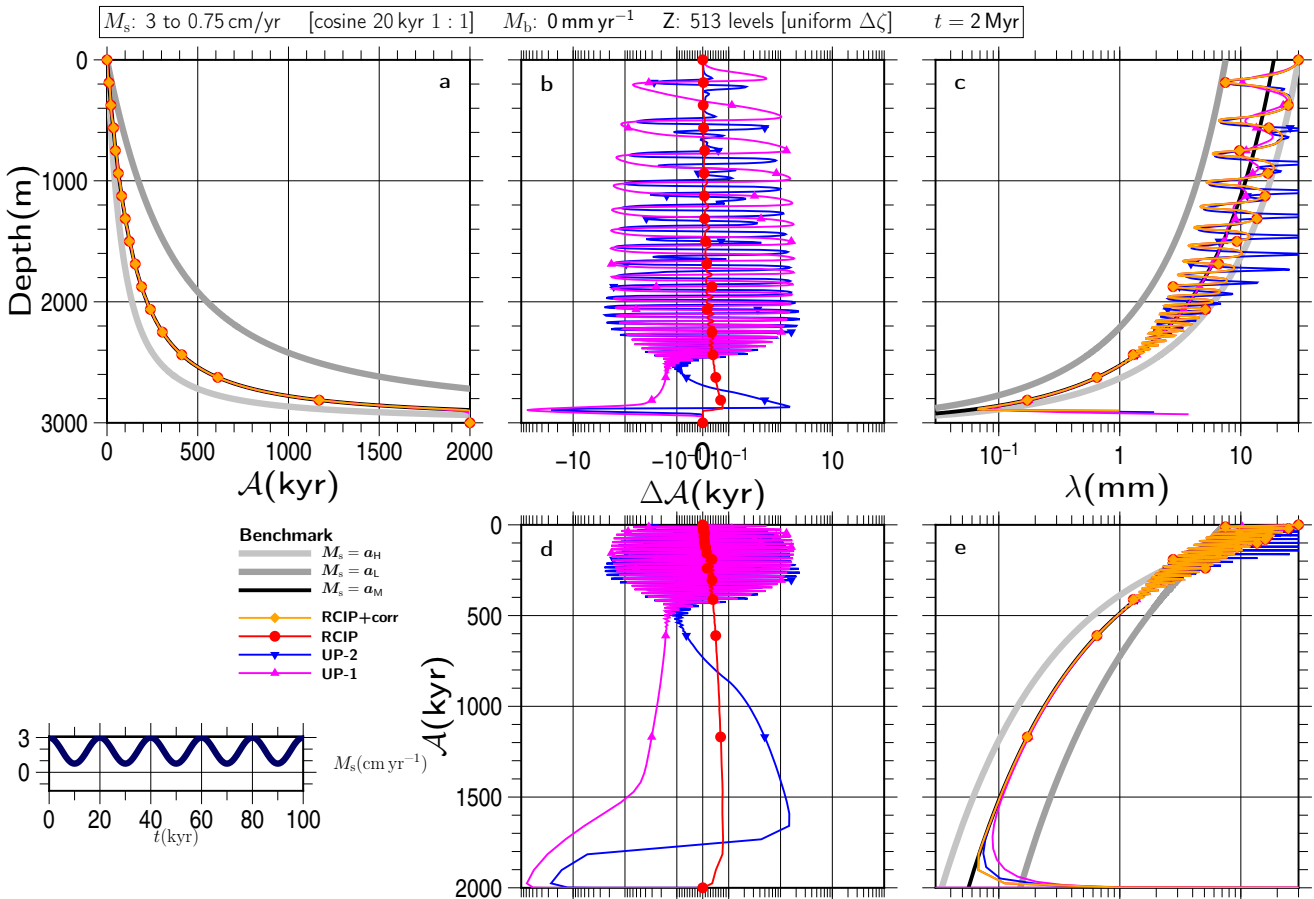 Mₛ: 3 to 0.75 cm/yr [cosine 20 kyr 1 : 1] M_b: 0 mm yr⁻¹ Z: 513 levels [uniform Δζ] t = 2 Myr
a b c
0
1000
2000
3000
Depth(m)
0 500 1000 1500 2000
𝒜(kyr)
−10 −10⁻¹ 0 10⁻¹ 10
Δ𝒜(kyr)
10⁻¹ 1 10
λ(mm)
Benchmark
Mₛ = a_H
Mₛ = a_L
Mₛ = a_M
RCIP+corr
RCIP
UP-2
UP-1
d e
0
500
1000
1500
2000
𝒜(kyr)
3
0
Mₛ(cm yr⁻¹)
0 20 40 60 80 100
t(kyr)